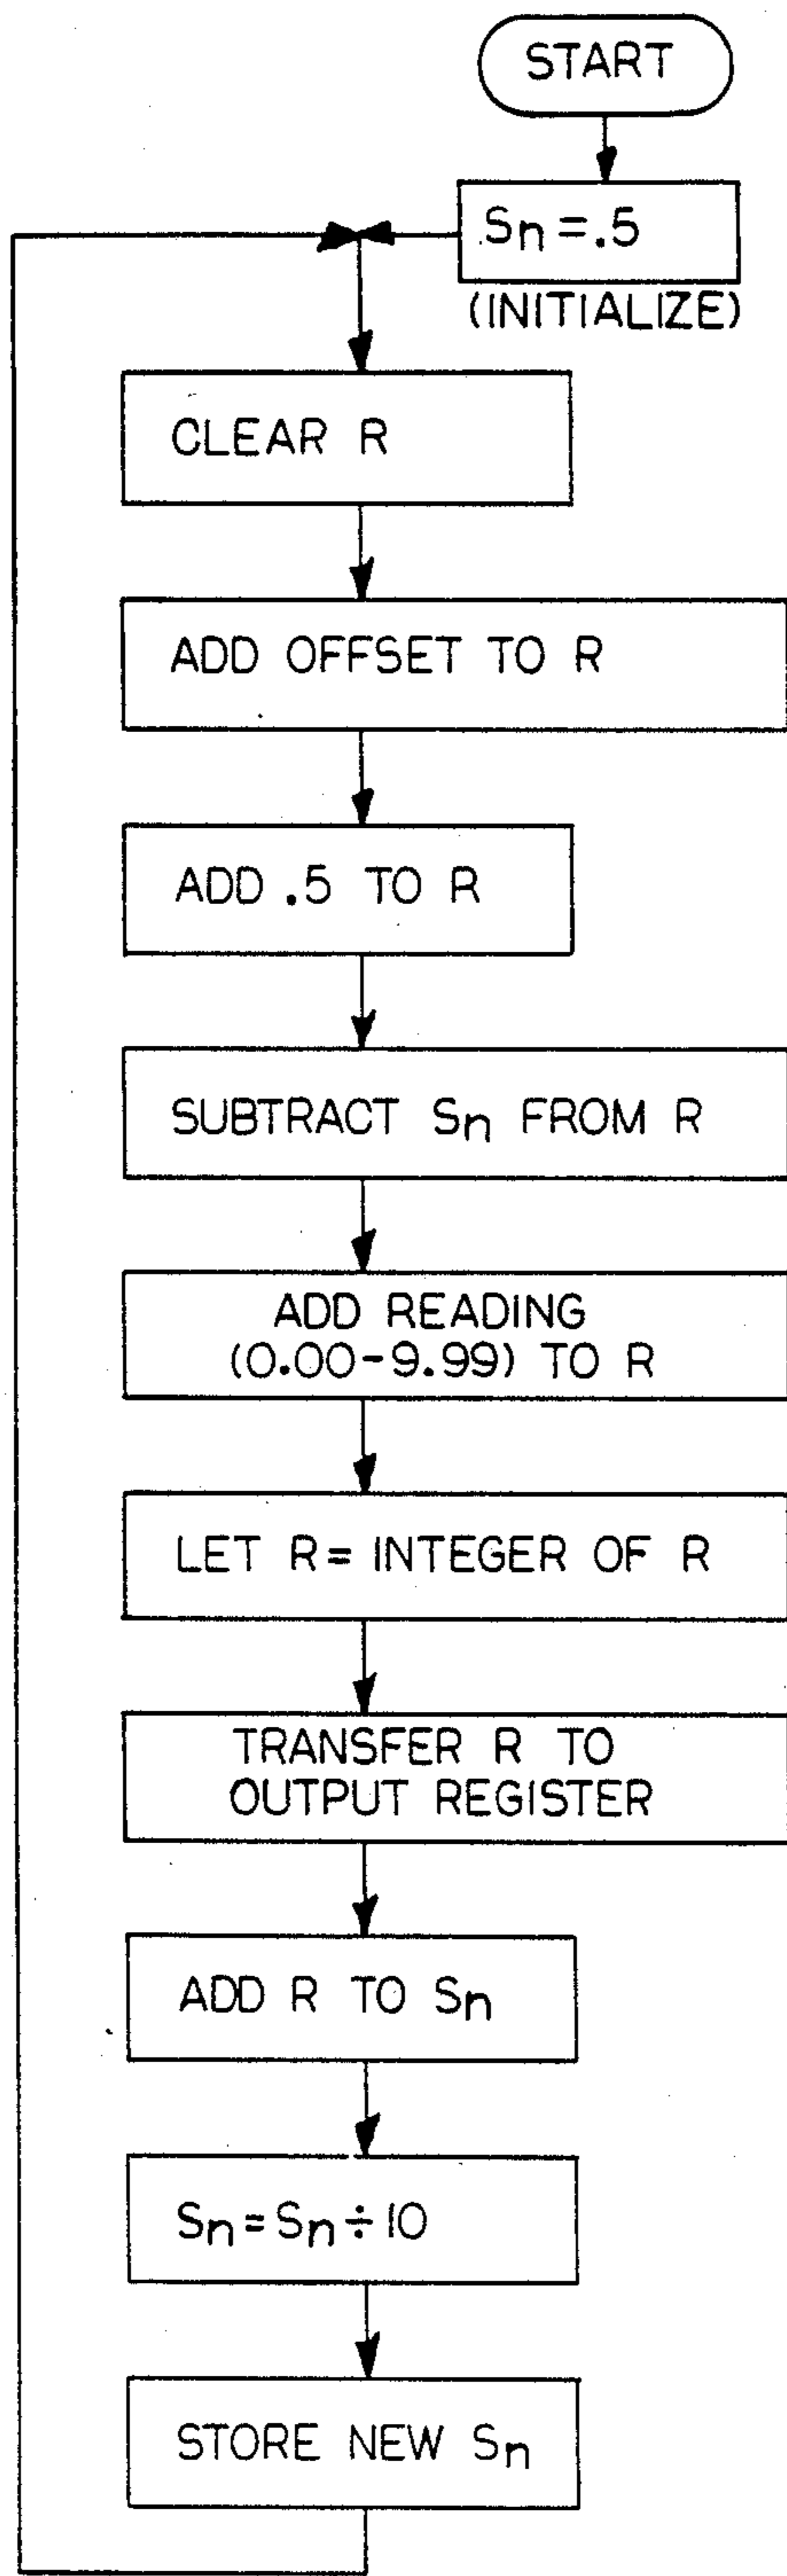 START
Sn = .5
(INITIALIZE)
CLEAR R
ADD OFFSET TO R
ADD .5 TO R
SUBTRACT Sn FROM R
ADD READING
(0.00-9.99) TO R
LET R = INTEGER OF R
TRANSFER R TO
OUTPUT REGISTER
ADD R TO Sn
Sn = Sn ÷ 10
STORE NEW Sn